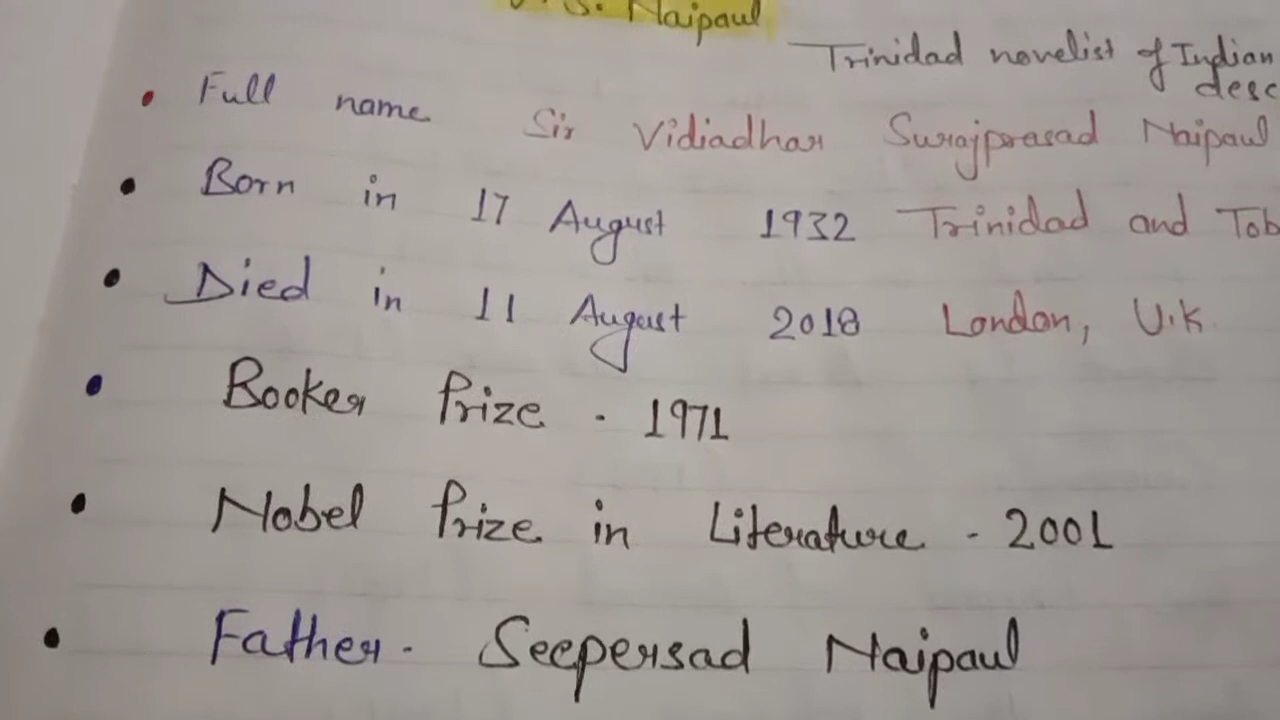 V.S. Naipaul
Trinidad novelist of Indian
desc
Full name Sir Vidiadhar Surajprasad Naipaul
Born in 17 August 1932 Trinidad and Tob
Died in 11 August 2018 London, U.K
Booker Prize - 1971
Nobel Prize in Literature - 2001
Father - Seepersad Naipaul